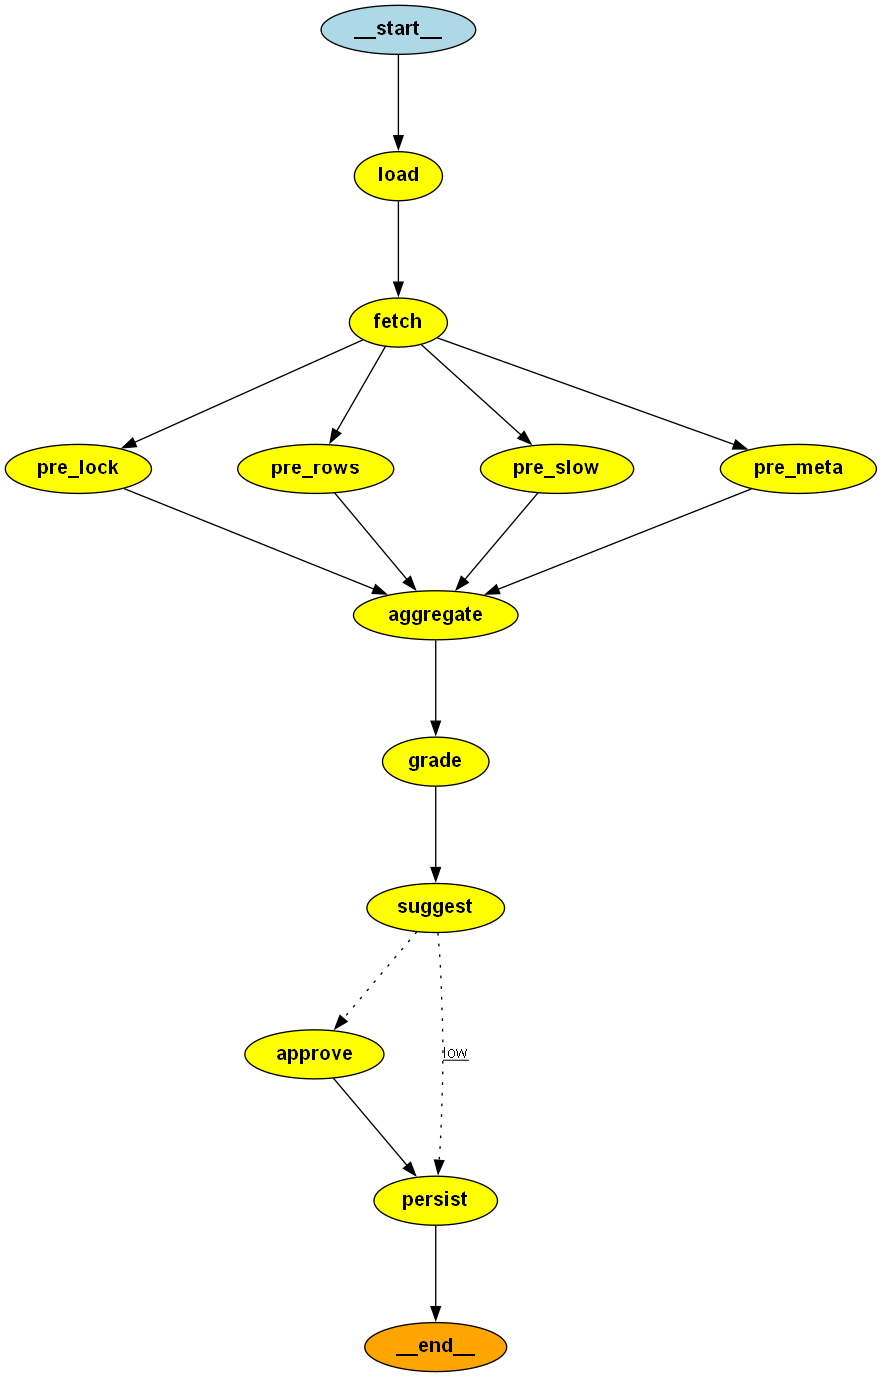 __start__
load
fetch
pre_lock
pre_rows
pre_slow
pre_meta
aggregate
grade
suggest
approve
low
persist
__end__